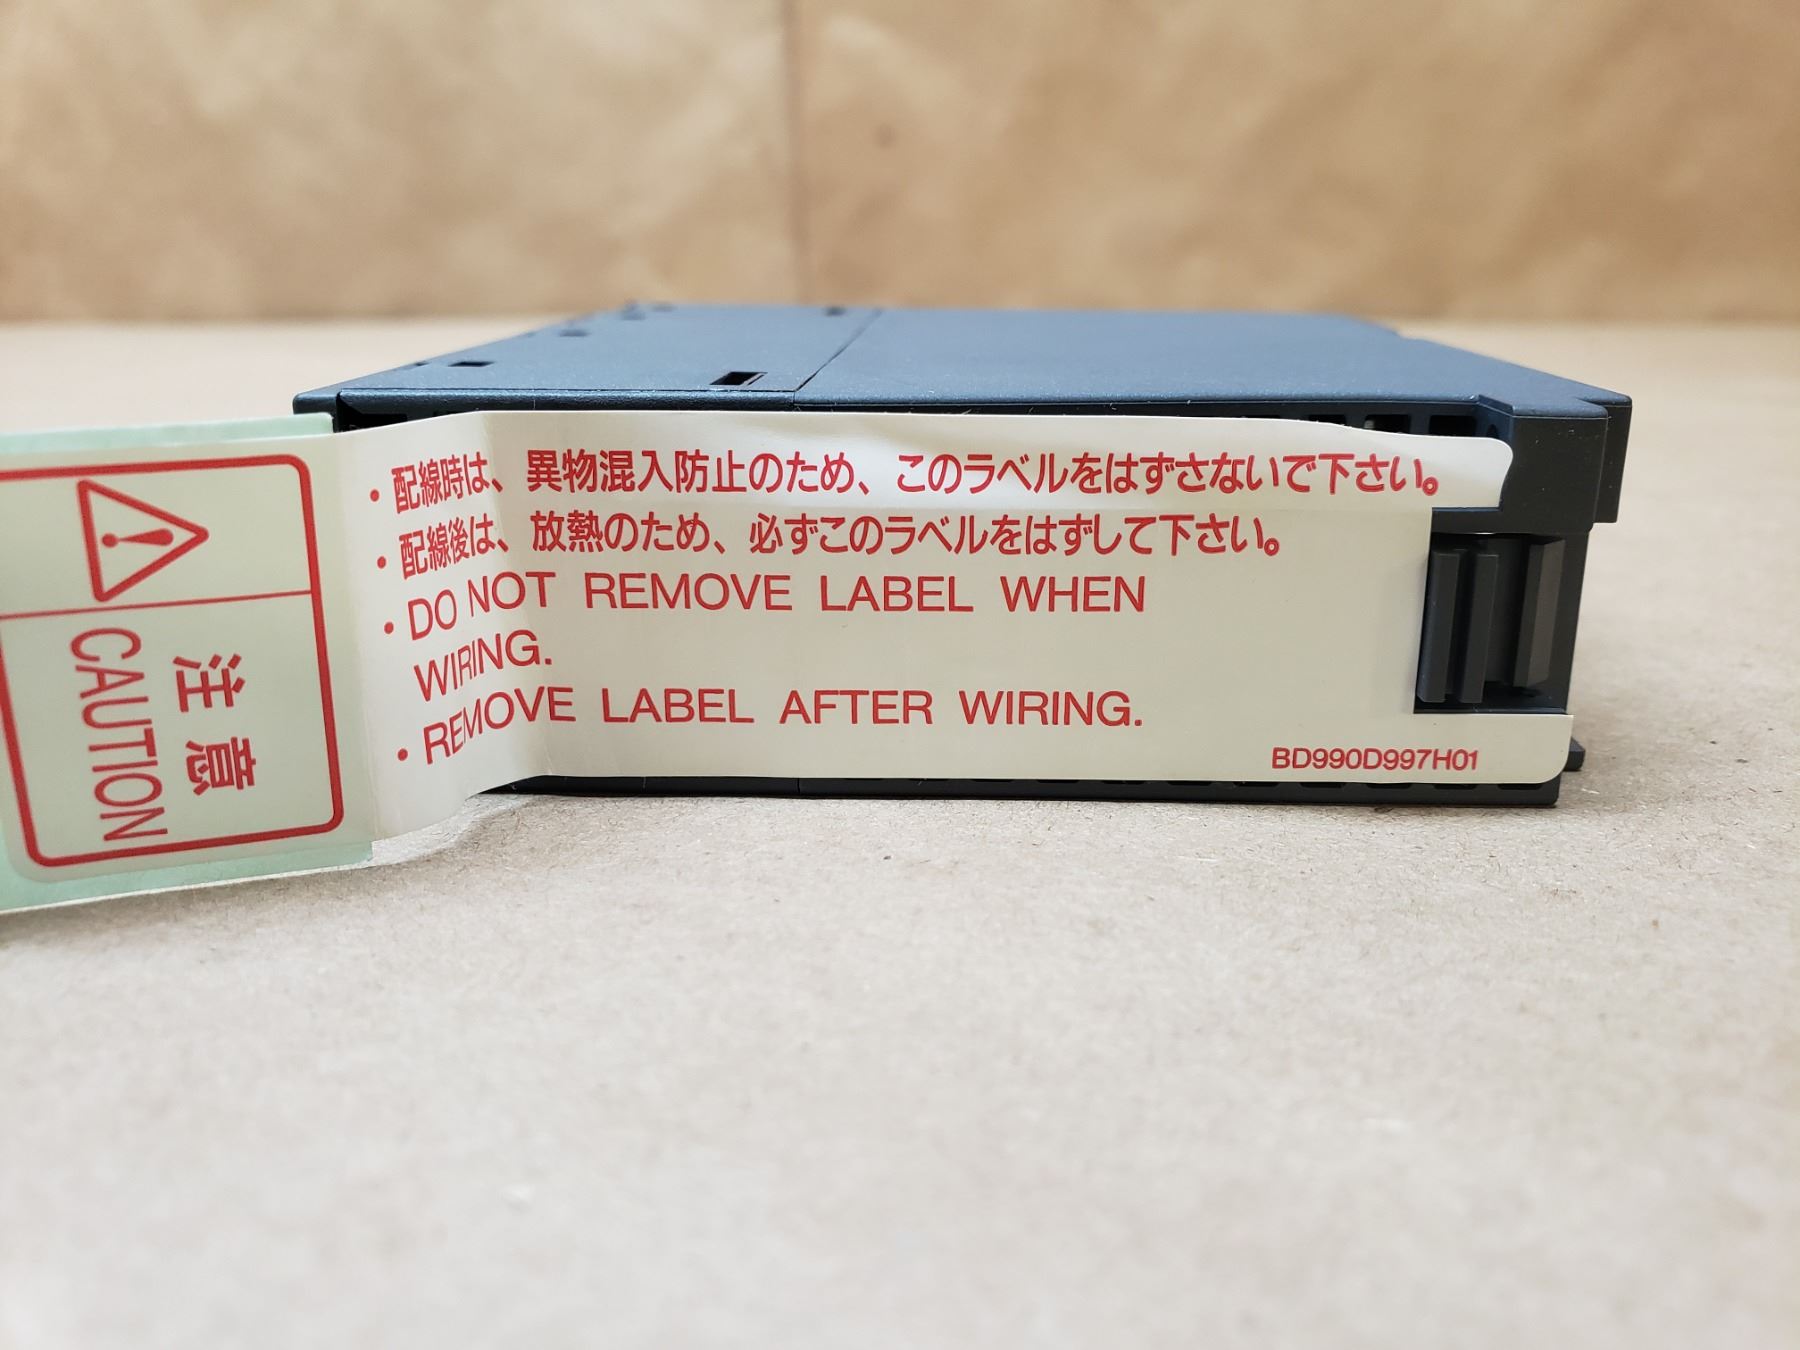 ・配線時は、異物混入防止のため、このラベルをはずさないで下さい。
・配線後は、放熱のため、必ずこのラベルをはずして下さい。
・DO NOT REMOVE LABEL WHEN
WIRING.
・REMOVE LABEL AFTER WIRING.
BD990D997H01
注意
CAUTION